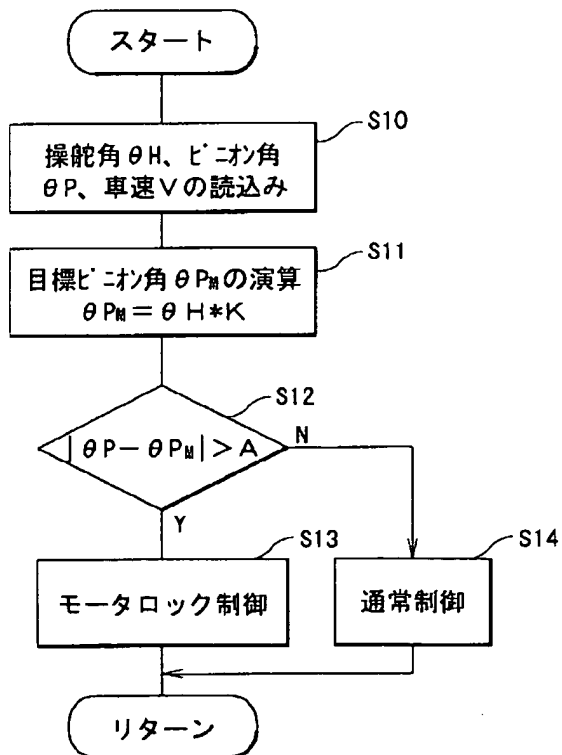 スタート
S10
操舵角θH、ピニオン角
θP、車速Vの読込み
S11
目標ピニオン角θPMの演算
θPM=θH*K
S12
|θP-θPM|>A
N
Y
S13
モータロック制御
S14
通常制御
リターン